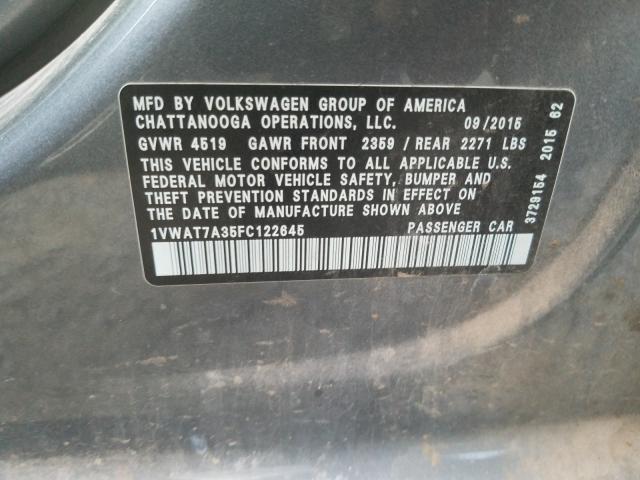 MFD BY VOLKSWAGEN GROUP OF AMERICA
CHATTANOOGA OPERATIONS, LLC. 09/2015
GVWR 4519 GAWR FRONT 2359 / REAR 2271 LBS
THIS VEHICLE CONFORMS TO ALL APPLICABLE U.S.
FEDERAL MOTOR VEHICLE SAFETY, BUMPER AND
THEFT PREVENTION STANDARDS IN EFFECT ON
THE DATE OF MANUFACTURE SHOWN ABOVE
1VWAT7A35FC122645 PASSENGER CAR
3729154 2015 62